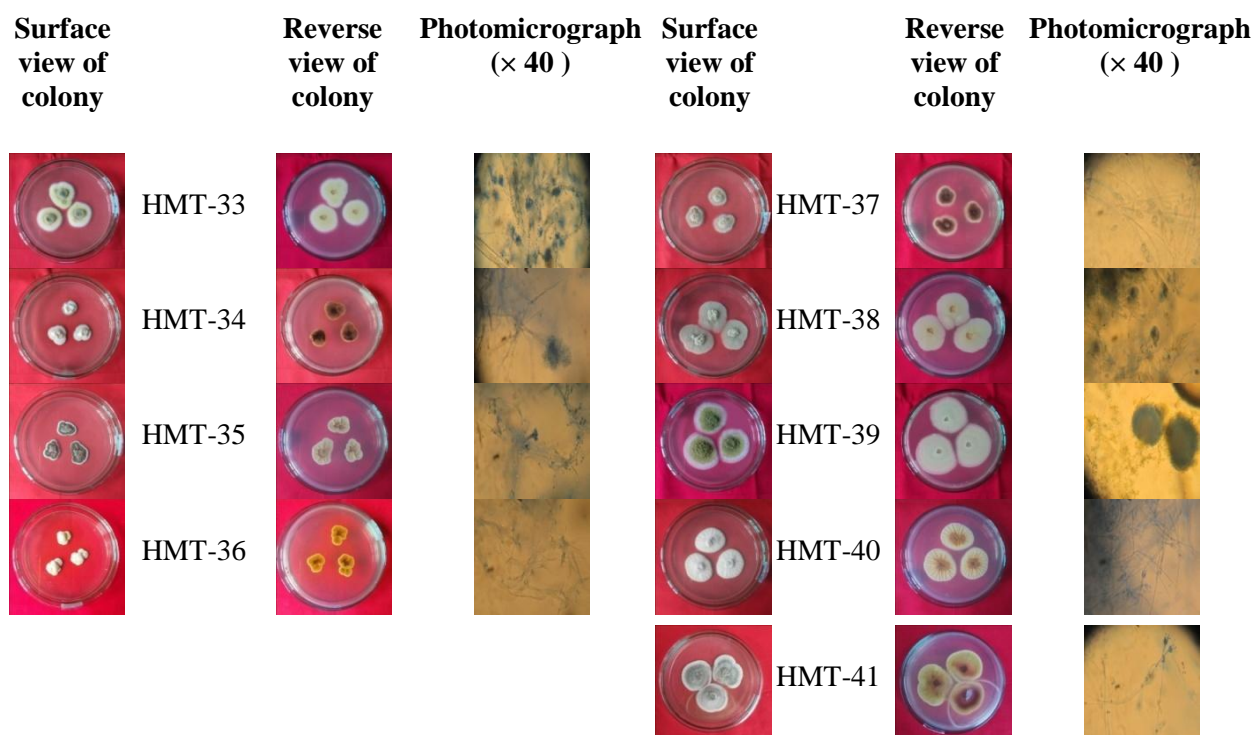 Surface
view of
colony
Reverse
view of
colony
Photomicrograph
(× 40 )
Surface
view of
colony
Reverse
view of
colony
Photomicrograph
(× 40 )
HMT-33
HMT-37
HMT-34
HMT-38
HMT-35
HMT-39
HMT-36
HMT-40
HMT-41